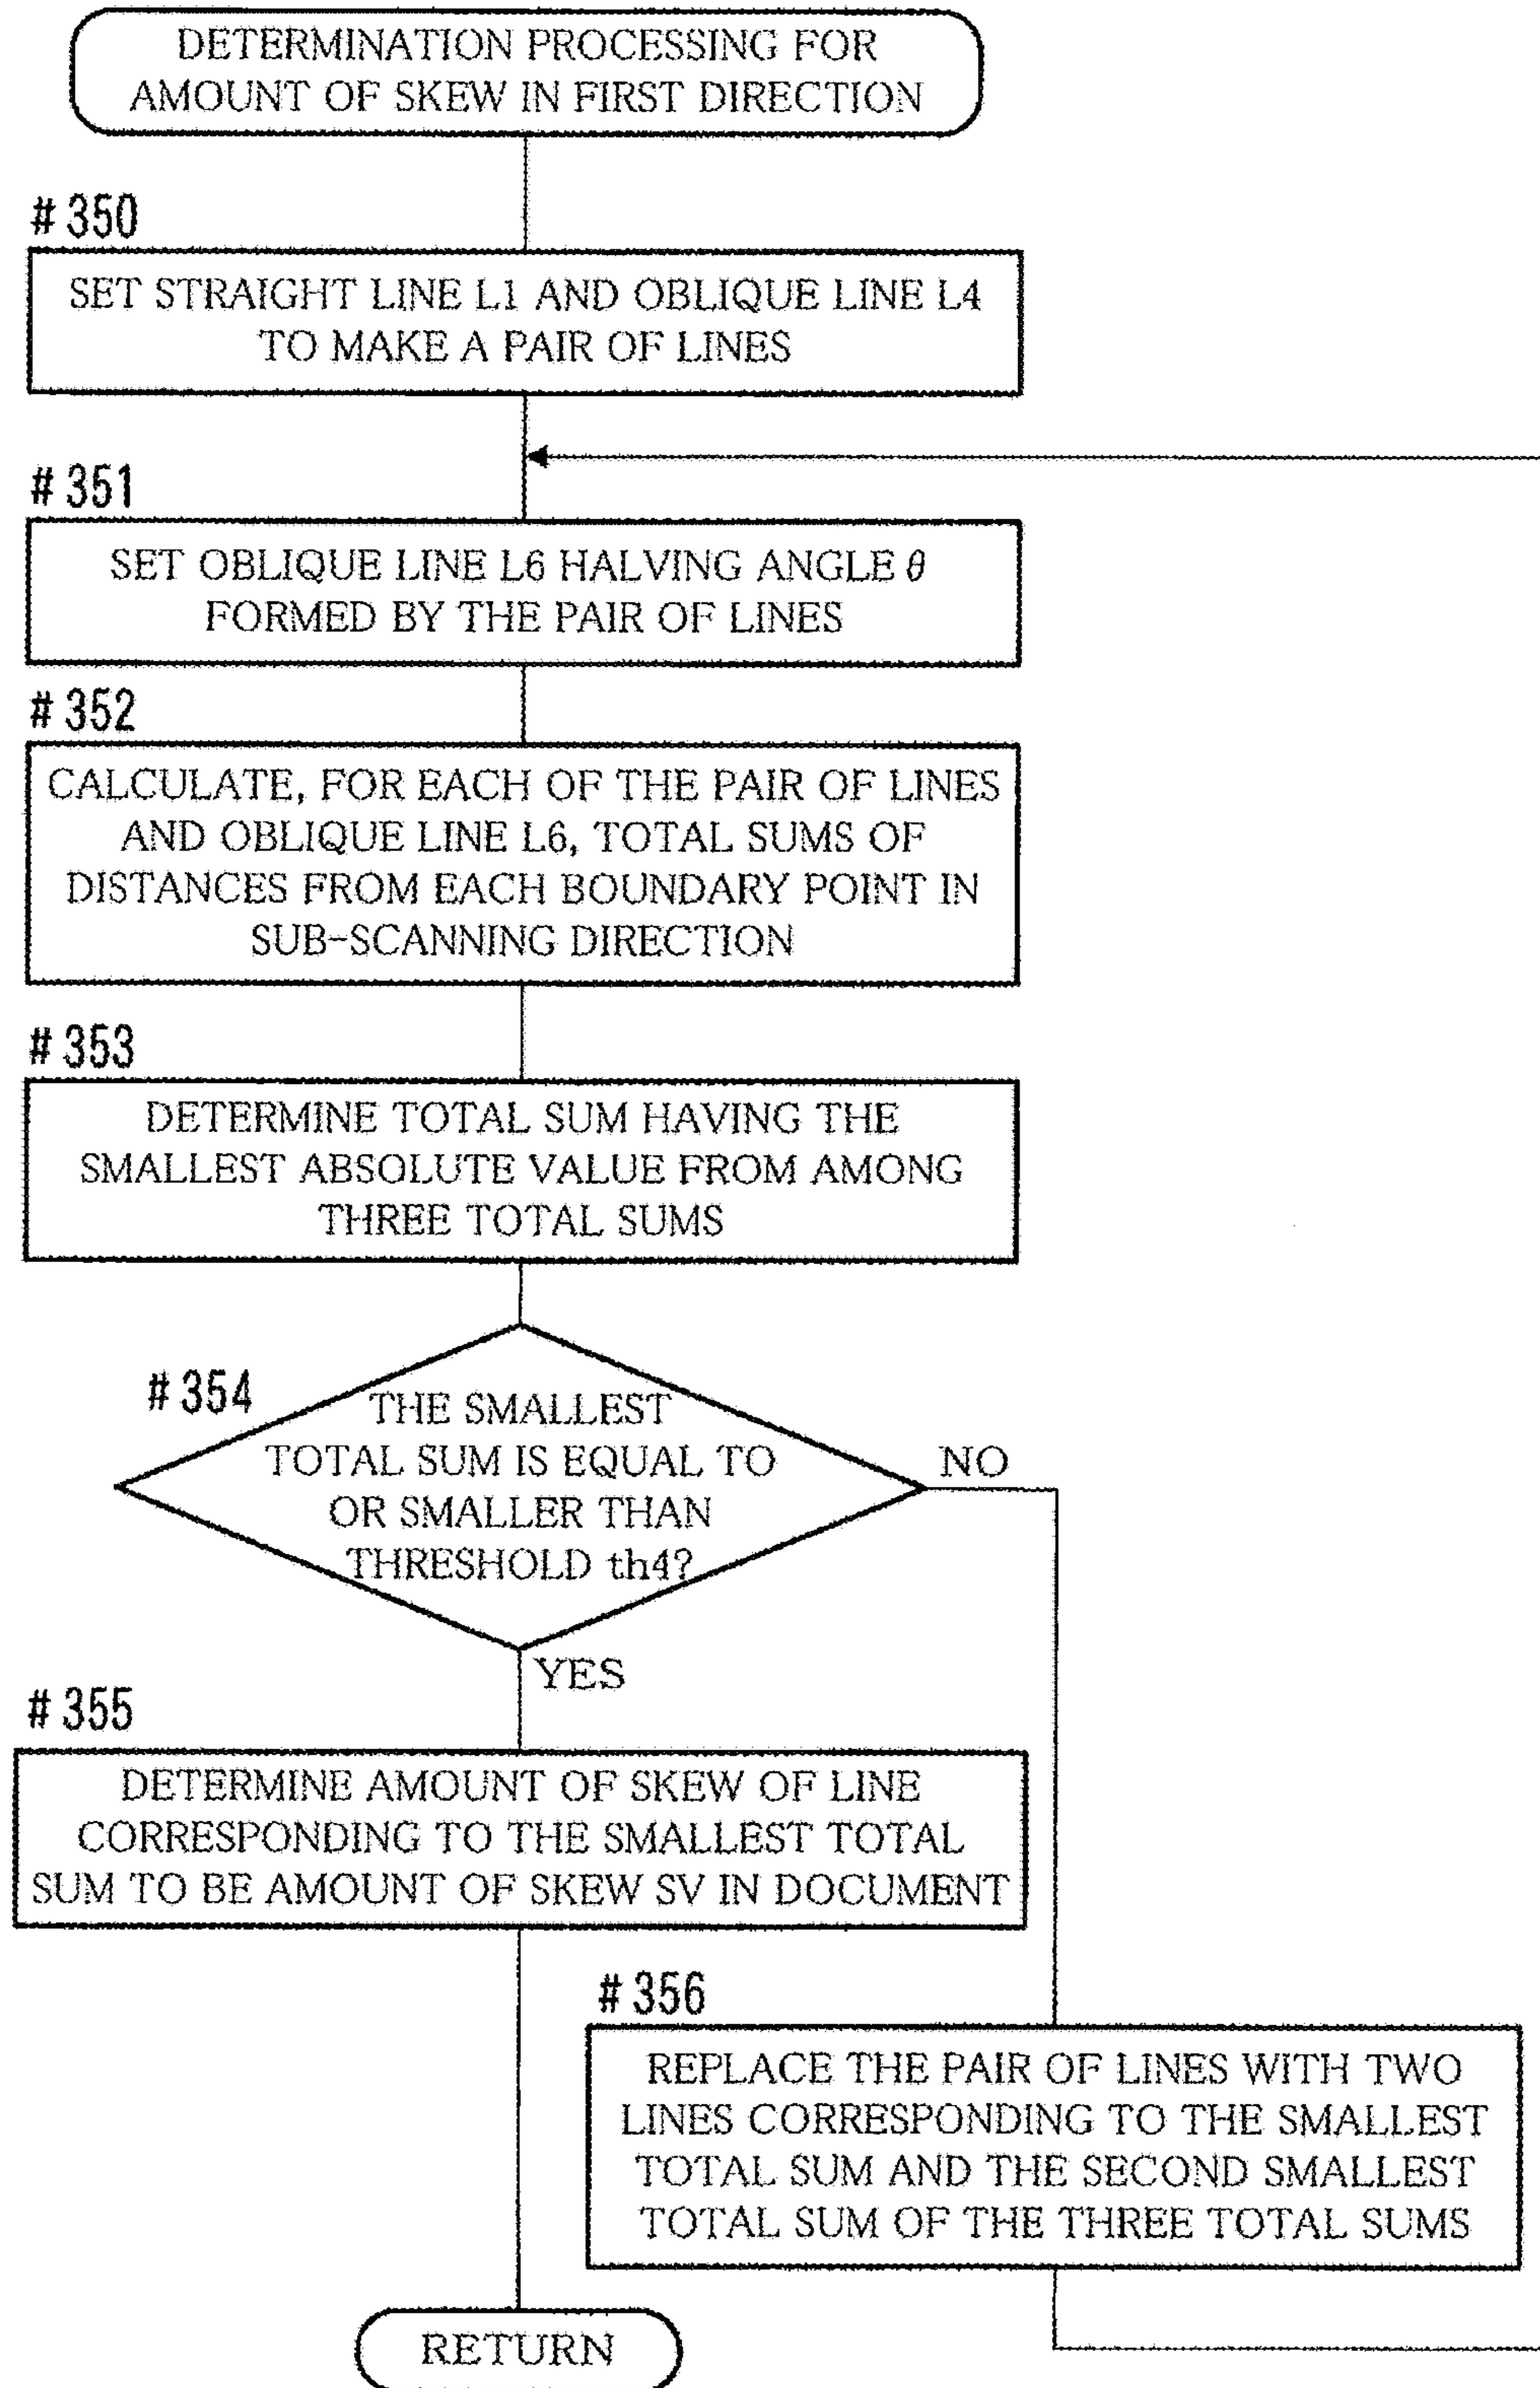 DETERMINATION PROCESSING FOR
AMOUNT OF SKEW IN FIRST DIRECTION
# 350
SET STRAIGHT LINE L1 AND OBLIQUE LINE L4
TO MAKE A PAIR OF LINES
# 351
SET OBLIQUE LINE L6 HALVING ANGLE θ
FORMED BY THE PAIR OF LINES
# 352
CALCULATE, FOR EACH OF THE PAIR OF LINES
AND OBLIQUE LINE L6, TOTAL SUMS OF
DISTANCES FROM EACH BOUNDARY POINT IN
SUB-SCANNING DIRECTION
# 353
DETERMINE TOTAL SUM HAVING THE
SMALLEST ABSOLUTE VALUE FROM AMONG
THREE TOTAL SUMS
# 354
THE SMALLEST
TOTAL SUM IS EQUAL TO
OR SMALLER THAN
THRESHOLD th4?
NO
YES
# 355
DETERMINE AMOUNT OF SKEW OF LINE
CORRESPONDING TO THE SMALLEST TOTAL
SUM TO BE AMOUNT OF SKEW SV IN DOCUMENT
# 356
REPLACE THE PAIR OF LINES WITH TWO
LINES CORRESPONDING TO THE SMALLEST
TOTAL SUM AND THE SECOND SMALLEST
TOTAL SUM OF THE THREE TOTAL SUMS
RETURN